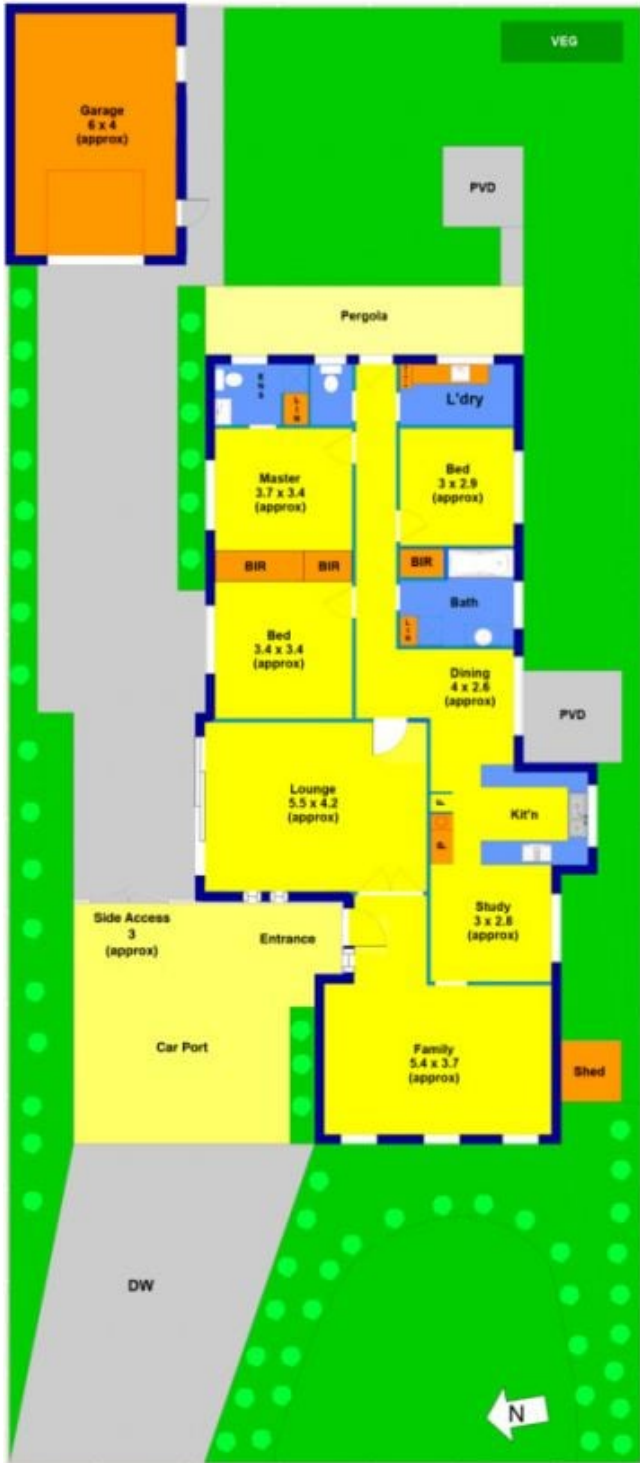 VEG
Garage
6 x 4
(approx)
PVD
Pergola
ENS
LIN
L'dry
Master
3.7 x 3.4
(approx)
Bed
3 x 2.9
(approx)
BIR
BIR
BIR
Bed
3.4 x 3.4
(approx)
Bath
LIN
Dining
4 x 2.6
(approx)
PVD
Lounge
5.5 x 4.2
(approx)
F
P
Kit'n
Side Access
3
(approx)
Entrance
Study
3 x 2.8
(approx)
Car Port
Family
5.4 x 3.7
(approx)
Shed
DW
N